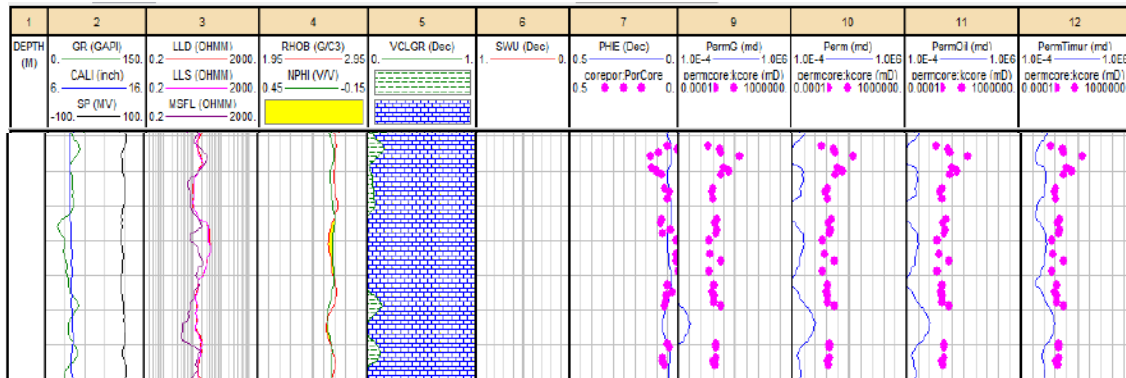 1 2 3 4 5 6 7 9 10 11 12
DEPTH GR (GAPI) LLD (OHMM) RHOB (G/C3) VCLGR (Dec) SWU (Dec) PHIE (Dec) PermG (md) Perm (md) PermOil (md) PermTimur (md)
(M) 0. 150. 0.2 2000. 1.95 2.95 0. 1. 1. 0. 0.5 0. 1.0E-4 1.0E6 1.0E-4 1.0E6 1.0E-4 1.0E6 1.0E-4 1.0E6
CALI (inch) LLS (OHMM) NPHI (V/V) corepor:PorCore permcore:kcore (mD) permcore:kcore (mD) permcore:kcore (mD) permcore:kcore (mD)
6. 16. 0.2 2000. 0.45 -0.15 0.5 0. 0.0001 1000000. 0.0001 1000000. 0.0001 1000000. 0.0001 1000000.
SP (MV) MSFL (OHMM)
-100. 100. 0.2 2000.